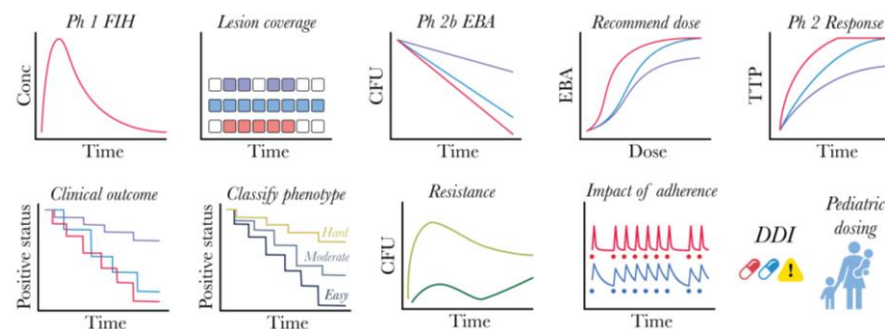 Ph 1 FIH
Conc
Time
Lesion coverage
Time
Ph 2b EBA
CFU
Time
Recommend dose
EBA
Dose
Ph 2 Response
TTP
Time
Clinical outcome
Positive status
Time
Classify phenotype
Positive status
Hard
Moderate
Easy
Time
Resistance
CFU
Time
Impact of adherence
Time
DDI
!
Pediatric
dosing